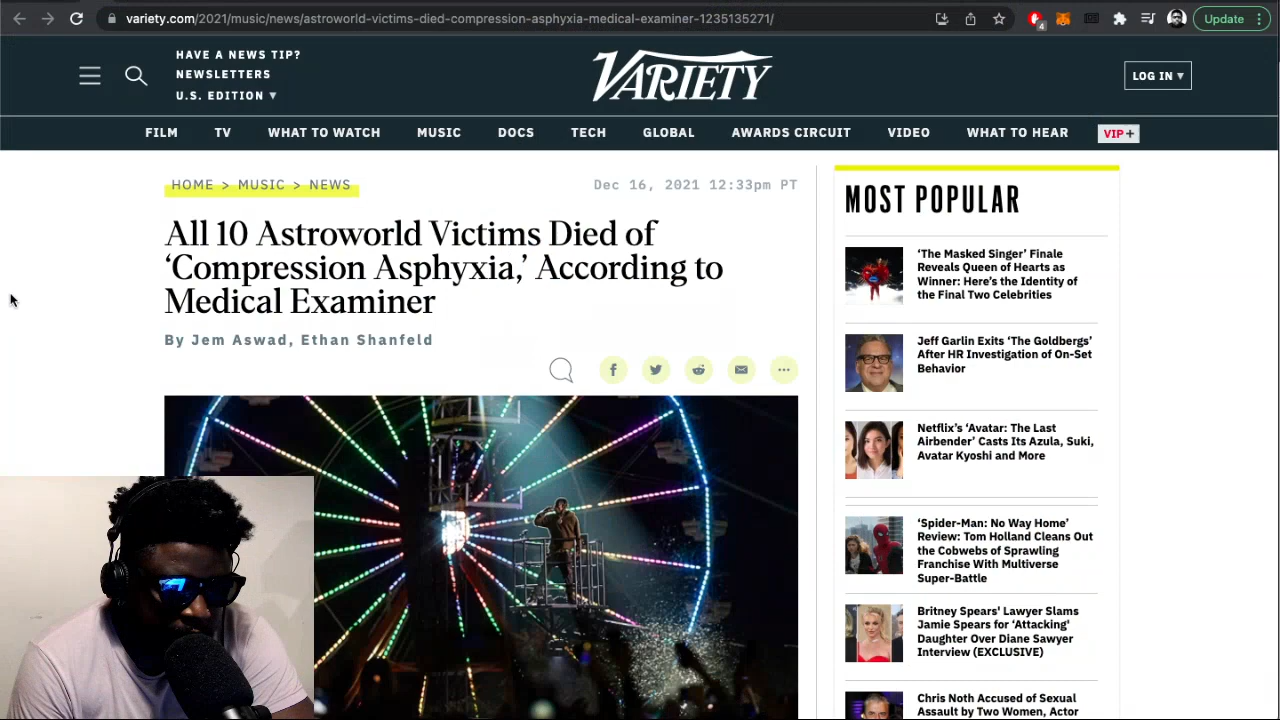 variety.com/2021/music/news/astroworld-victims-died-compression-asphyxia-medical-examiner-1235135271/
4
Update
HAVE A NEWS TIP?
NEWSLETTERS
U.S. EDITION ▼
VARIETY
LOG IN ▼
FILM TV WHAT TO WATCH MUSIC DOCS TECH GLOBAL AWARDS CIRCUIT VIDEO WHAT TO HEAR VIP+
HOME > MUSIC > NEWS
Dec 16, 2021 12:33pm PT
All 10 Astroworld Victims Died of
‘Compression Asphyxia,’ According to
Medical Examiner
By Jem Aswad, Ethan Shanfeld
MOST POPULAR
‘The Masked Singer’ Finale
Reveals Queen of Hearts as
Winner: Here’s the Identity of
the Final Two Celebrities
Jeff Garlin Exits ‘The Goldbergs’
After HR Investigation of On-Set
Behavior
Netflix’s ‘Avatar: The Last
Airbender’ Casts Its Azula, Suki,
Avatar Kyoshi and More
‘Spider-Man: No Way Home’
Review: Tom Holland Cleans Out
the Cobwebs of Sprawling
Franchise With Multiverse
Super-Battle
Britney Spears' Lawyer Slams
Jamie Spears for ‘Attacking’
Daughter Over Diane Sawyer
Interview (EXCLUSIVE)
Chris Noth Accused of Sexual
Assault by Two Women, Actor